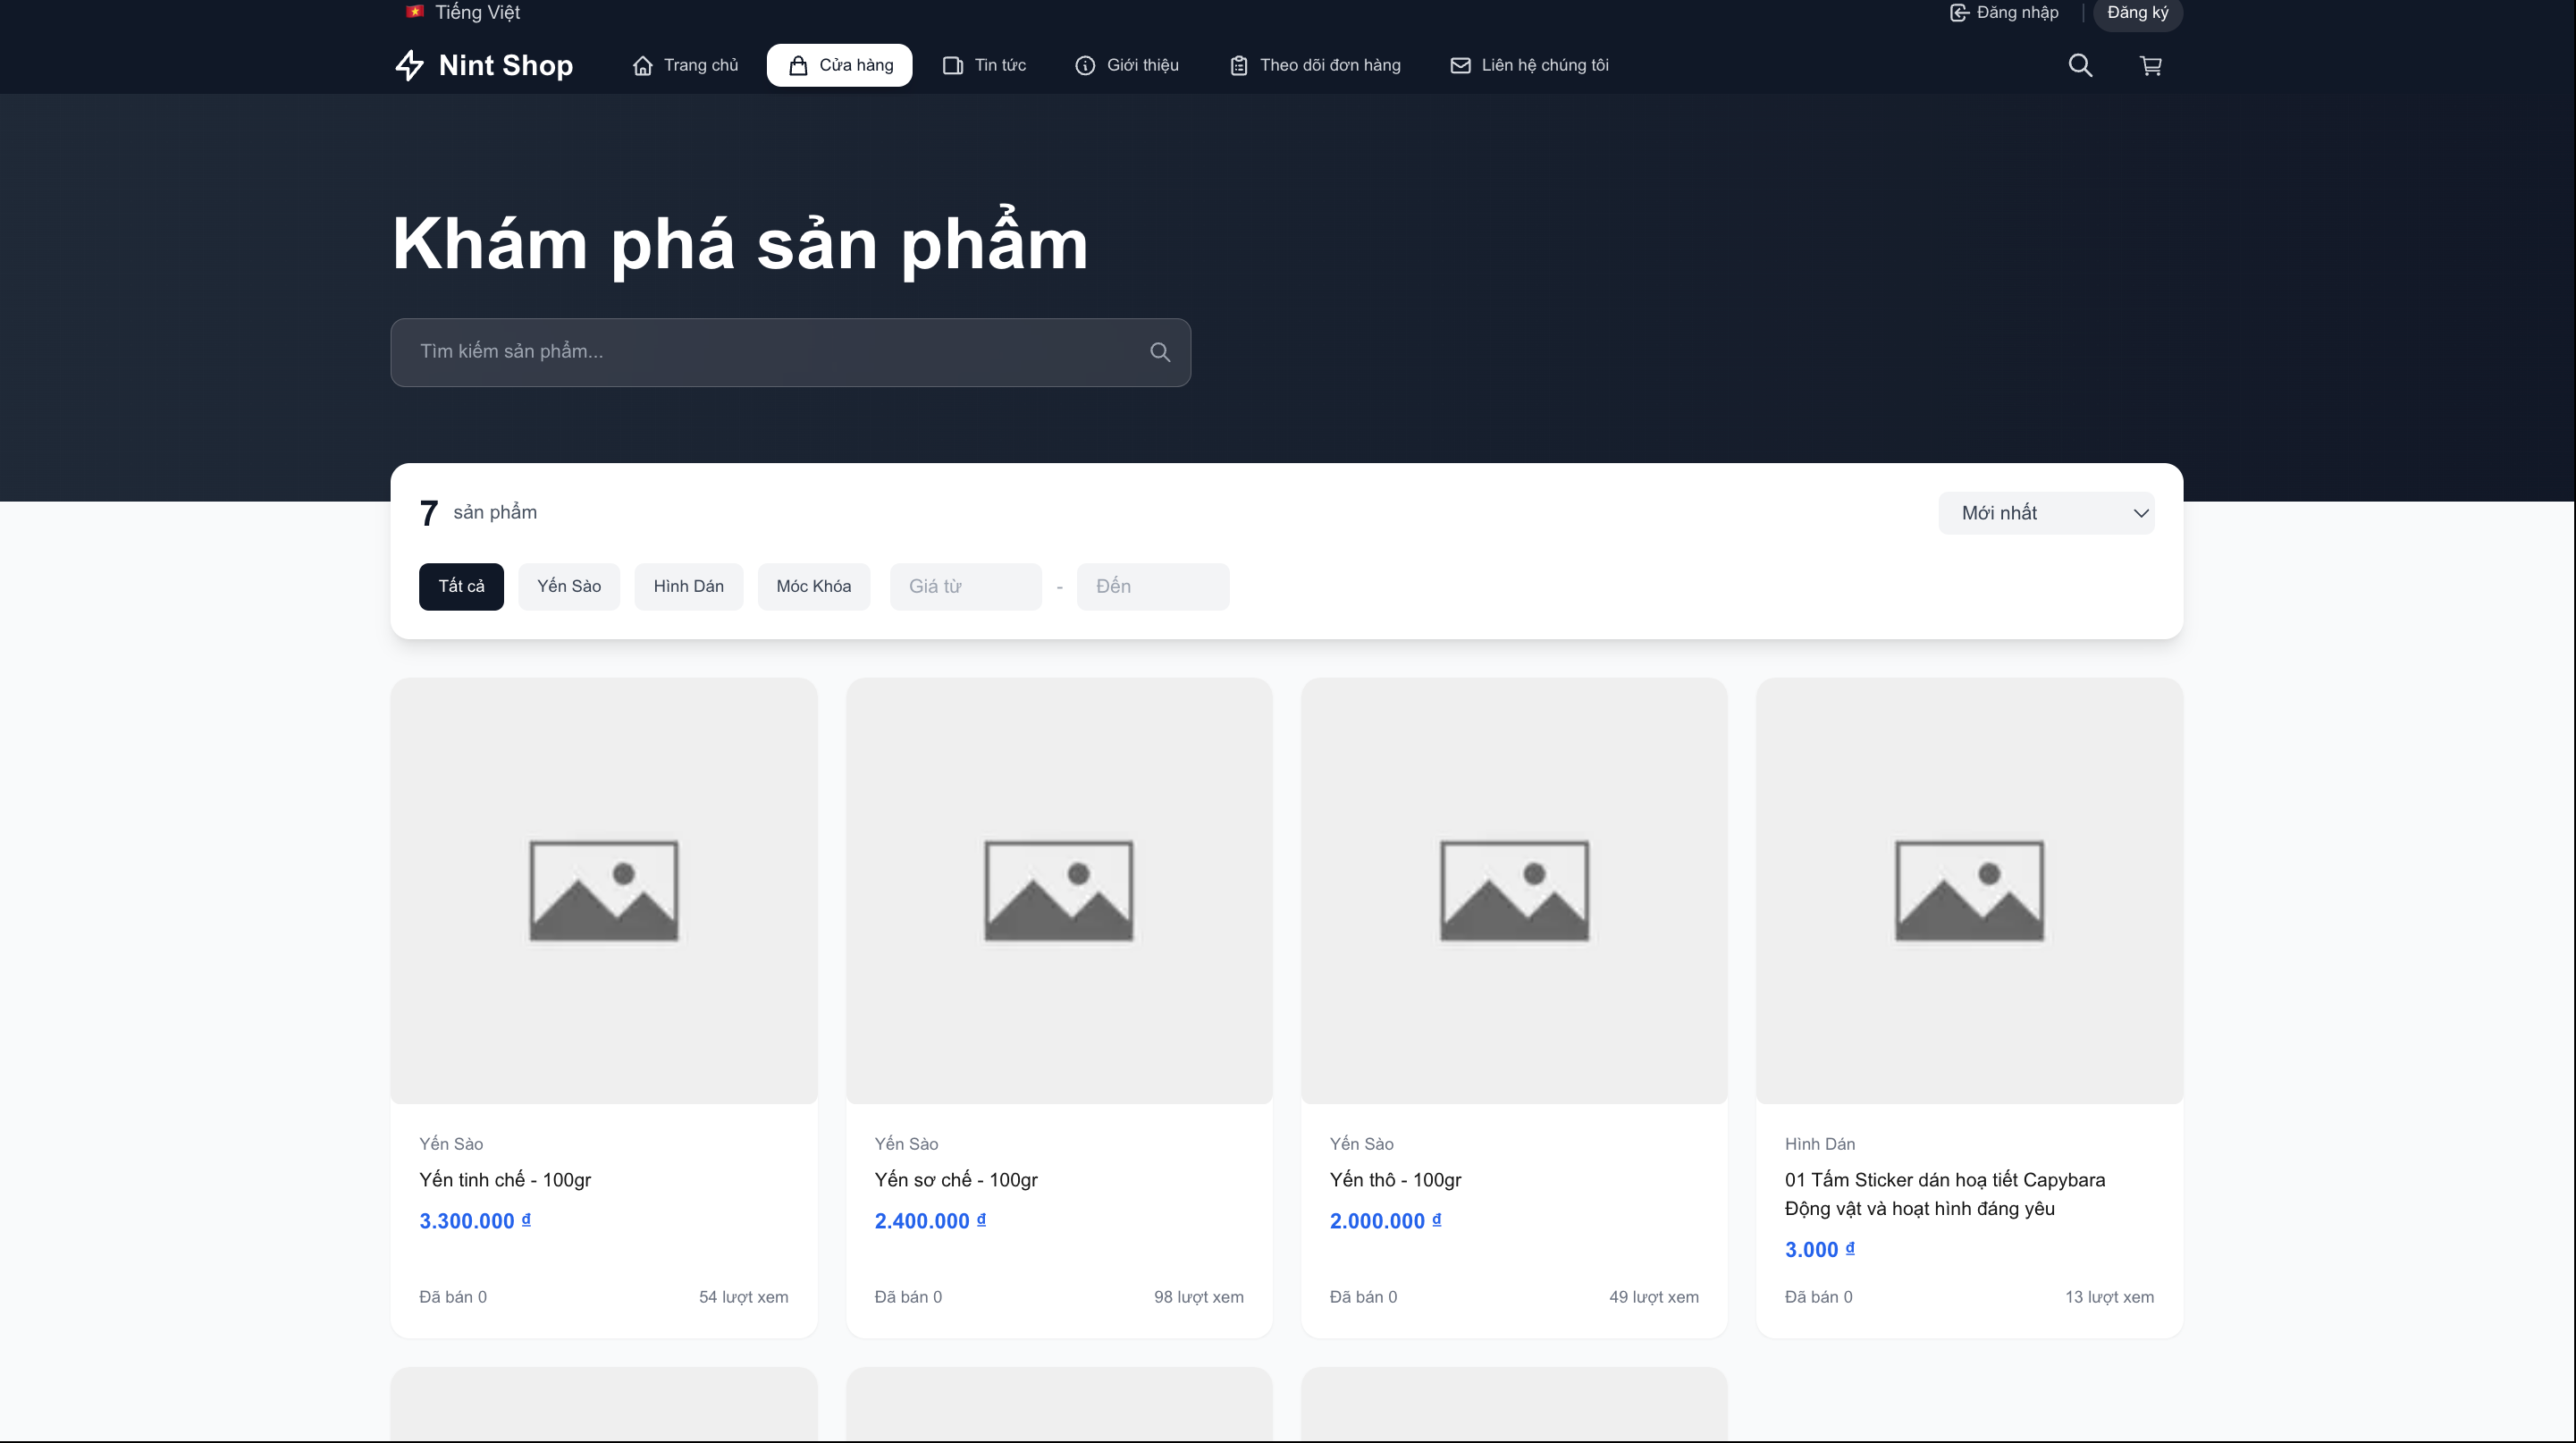 Tiếng Việt
Đăng nhập | Đăng ký
Nint Shop
Trang chủ
Cửa hàng
Tin tức
Giới thiệu
Theo dõi đơn hàng
Liên hệ chúng tôi
Khám phá sản phẩm
Tìm kiếm sản phẩm...
7 sản phẩm
Mới nhất
Tất cả
Yến Sào
Hình Dán
Móc Khóa
Giá từ - Đến
Yến Sào
Yến tinh chế - 100gr
3.300.000 ₫
Đã bán 0
54 lượt xem
Yến Sào
Yến sơ chế - 100gr
2.400.000 ₫
Đã bán 0
98 lượt xem
Yến Sào
Yến thô - 100gr
2.000.000 ₫
Đã bán 0
49 lượt xem
Hình Dán
01 Tấm Sticker dán hoạ tiết Capybara
Động vật và hoạt hình đáng yêu
3.000 ₫
Đã bán 0
13 lượt xem